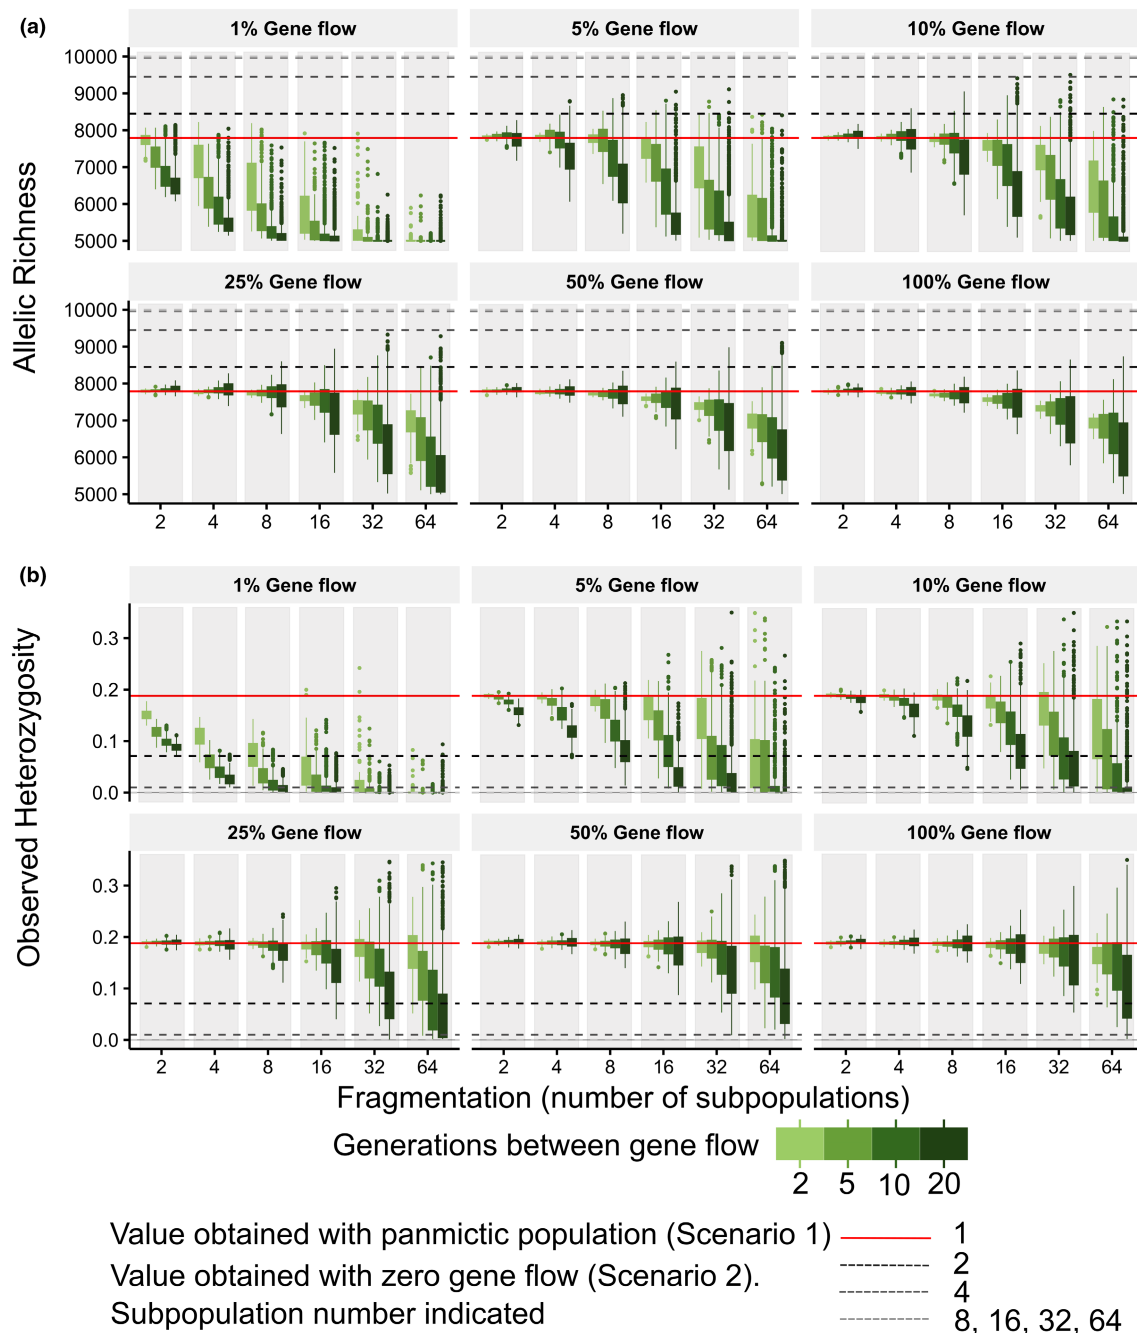 (a)
1% Gene flow 5% Gene flow 10% Gene flow
10000
9000
8000
7000
6000
5000
Allelic Richness
25% Gene flow 50% Gene flow 100% Gene flow
10000
9000
8000
7000
6000
5000
2 4 8 16 32 64 2 4 8 16 32 64 2 4 8 16 32 64
(b)
1% Gene flow 5% Gene flow 10% Gene flow
0.3
0.2
0.1
0.0
Observed Heterozygosity
25% Gene flow 50% Gene flow 100% Gene flow
0.3
0.2
0.1
0.0
2 4 8 16 32 64 2 4 8 16 32 64 2 4 8 16 32 64
Fragmentation (number of subpopulations)
Generations between gene flow
2 5 10 20
Value obtained with panmictic population (Scenario 1) 1
Value obtained with zero gene flow (Scenario 2). 2
4
Subpopulation number indicated 8, 16, 32, 64